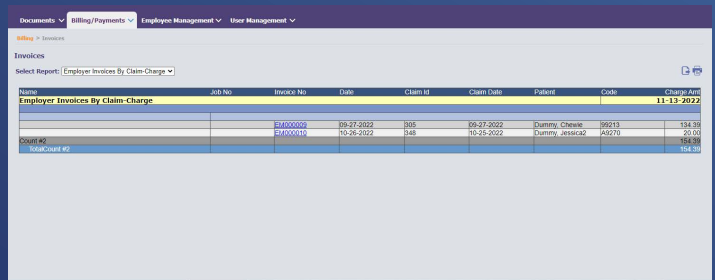 Documents Billing/Payments Employee Management User Management
Billing > Invoices
Invoices
Select Report: Employer Invoices By Claim-Charge
Name Job No Invoice No Date Claim Id Claim Date Patient Code Charge Amt
Employer Invoices By Claim-Charge 11-13-2022
EM000009 09-27-2022 305 09-27-2022 Dummy, Chewie 99213 134.39
EM000010 10-26-2022 348 10-25-2022 Dummy, Jessica2 A9270 20.00
Count #2 154.39
TotalCount #2 154.39